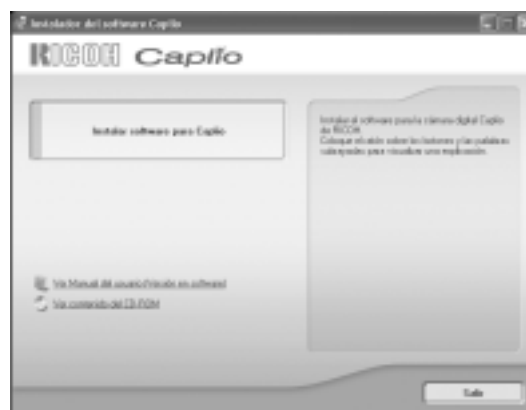 Instalador del software Caplio
RICOH Caplio
Instalar software para Caplio
Instalar el software para la cámara digital Caplio
de RICOH.
Coloque el ratón sobre los botones y las palabras
subrayadas para visualizar una explicación.
Ver Manual del usuario (Versión en software)
Ver contenido del CD-ROM
Salir